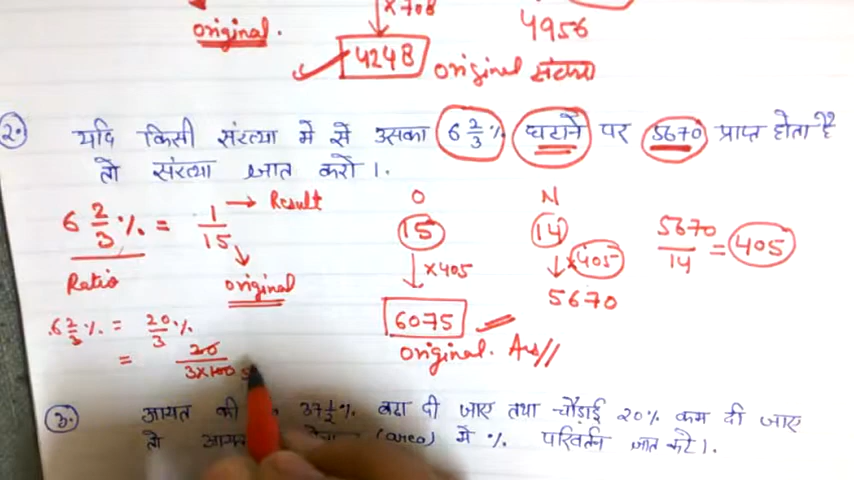 ×708
original.
4248
4956
original संख्या
2. यदि किसी संख्या में से उसका 6 2/3 % घटाने पर 5670 प्राप्त होता है
तो संख्या ज्ञात करो ।.
6 2/3 % = 1/15 → Result
Ratio
original
O N
15 14
×405 ×405
6075 5670
original. Ans//
5670/14 = 405
6 2/3 % = 20/3 %
= 20/3×100
3. आयत की 37 1/2 % बढा दी जाए तथा चौड़ाई 20% कम दी जाए
तो (area) में % परिवर्तन ज्ञात करो ।.